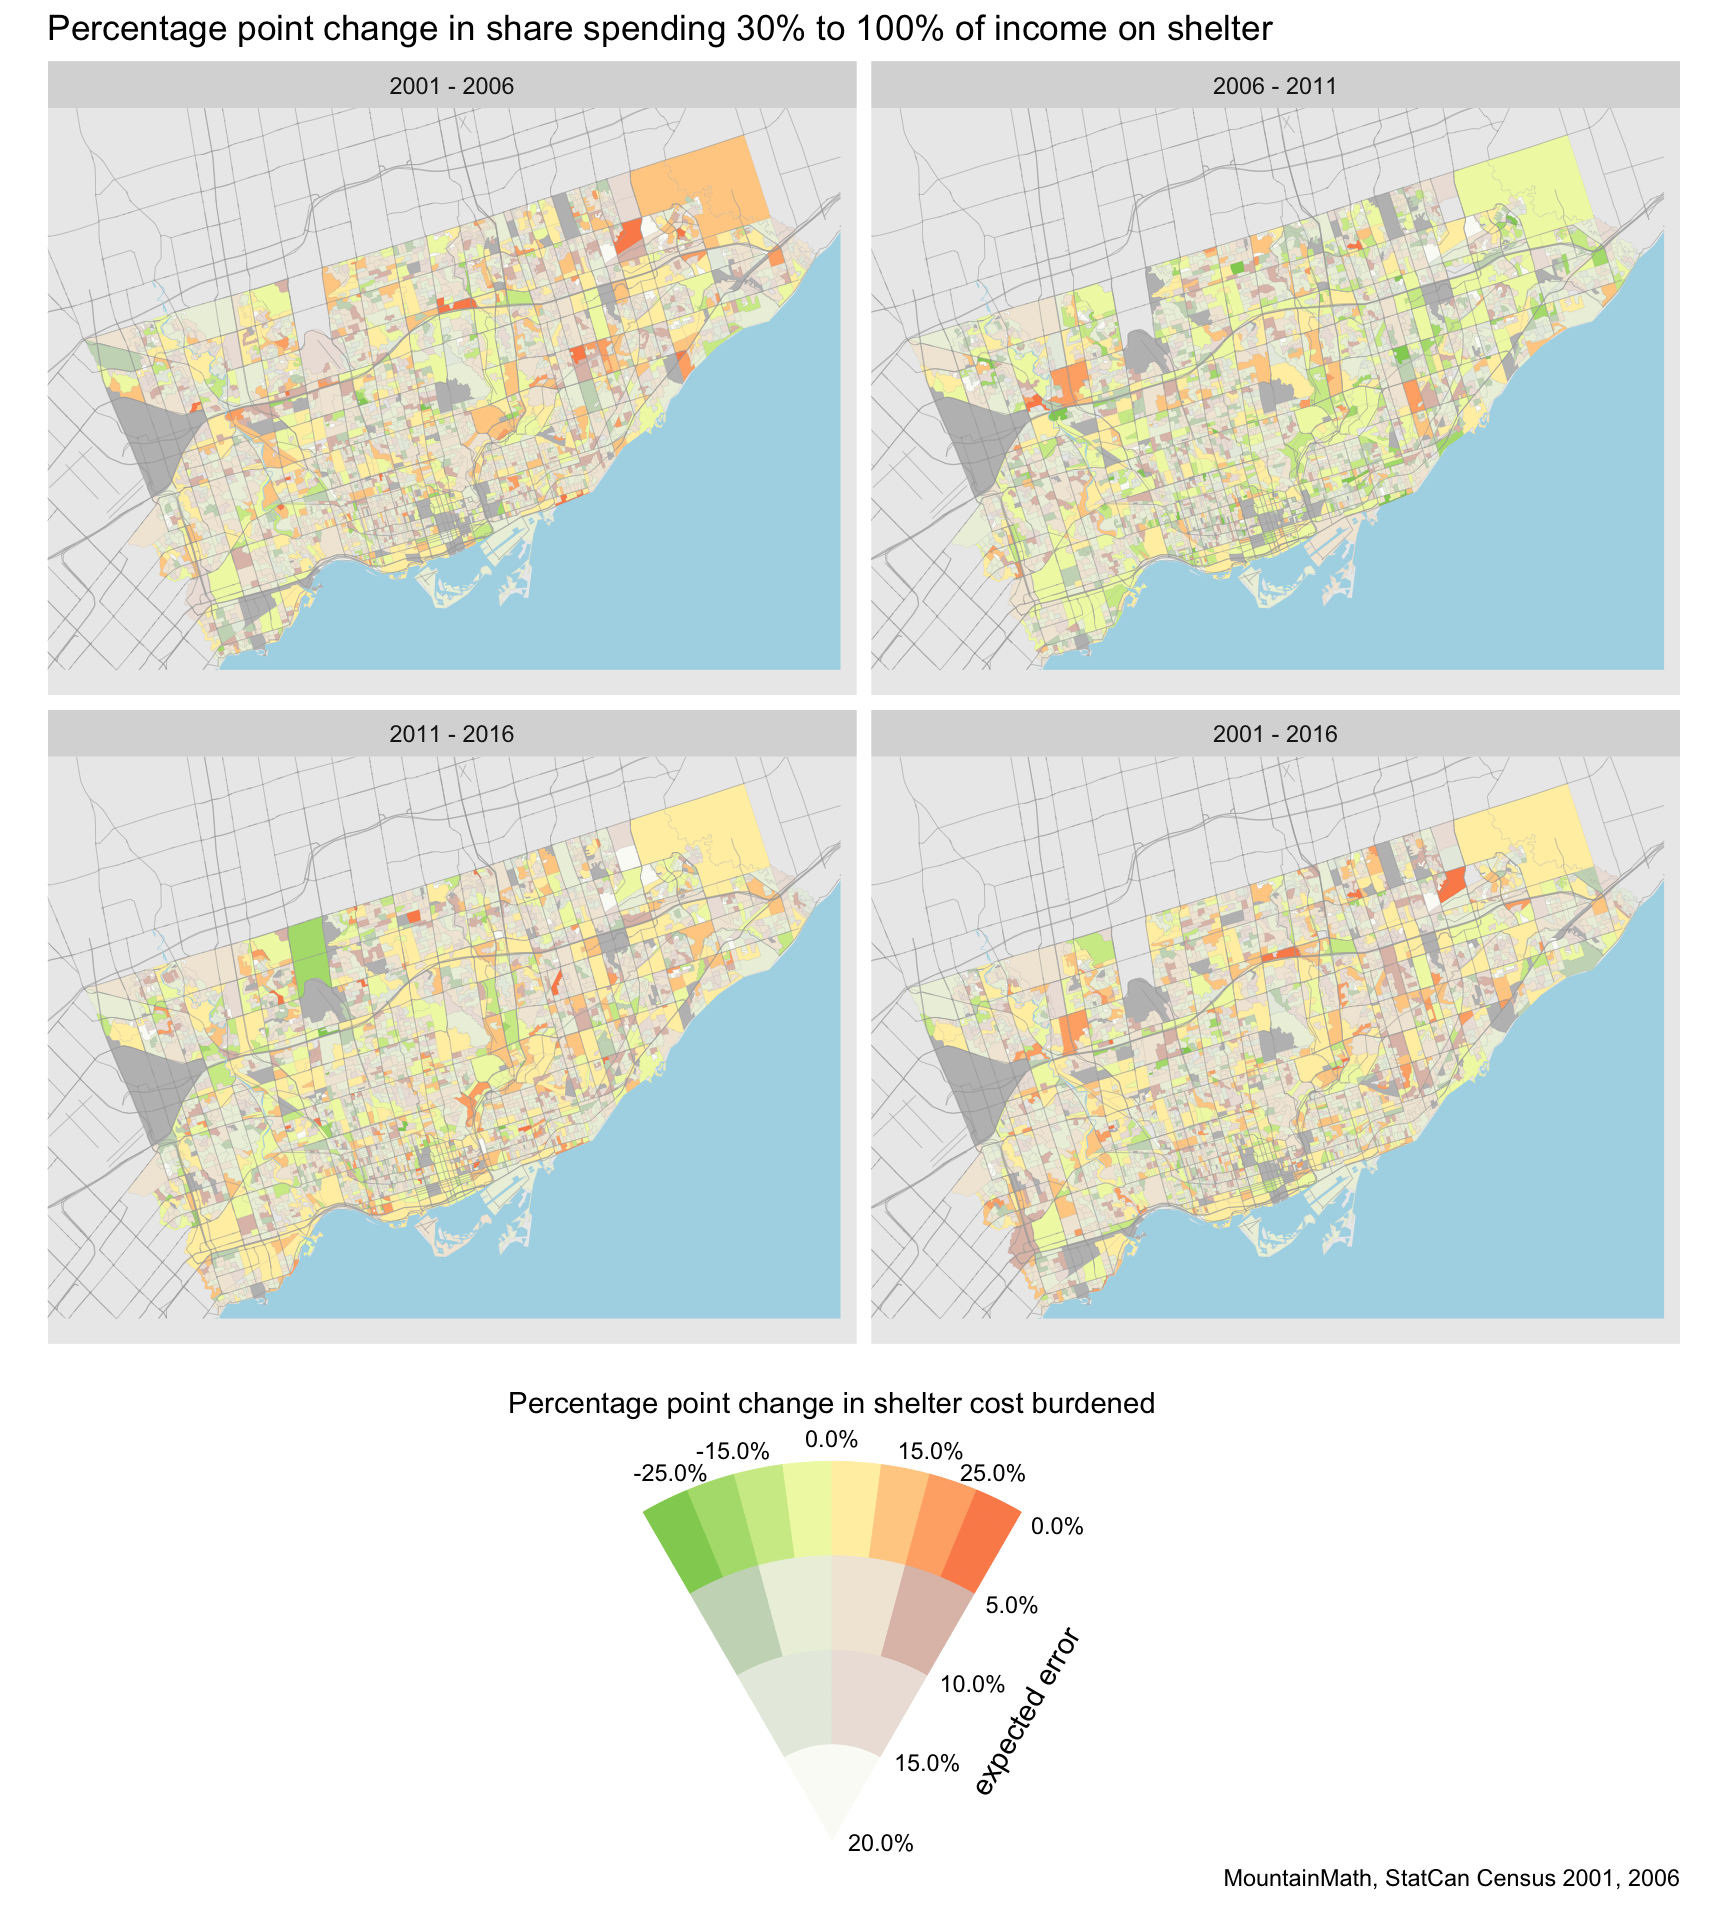 Percentage point change in share spending 30% to 100% of income on shelter
2001 - 2006
2006 - 2011
2011 - 2016
2001 - 2016
Percentage point change in shelter cost burdened
-25.0%
-15.0%
0.0%
15.0%
25.0%
0.0%
5.0%
10.0%
15.0%
20.0%
expected error
MountainMath, StatCan Census 2001, 2006